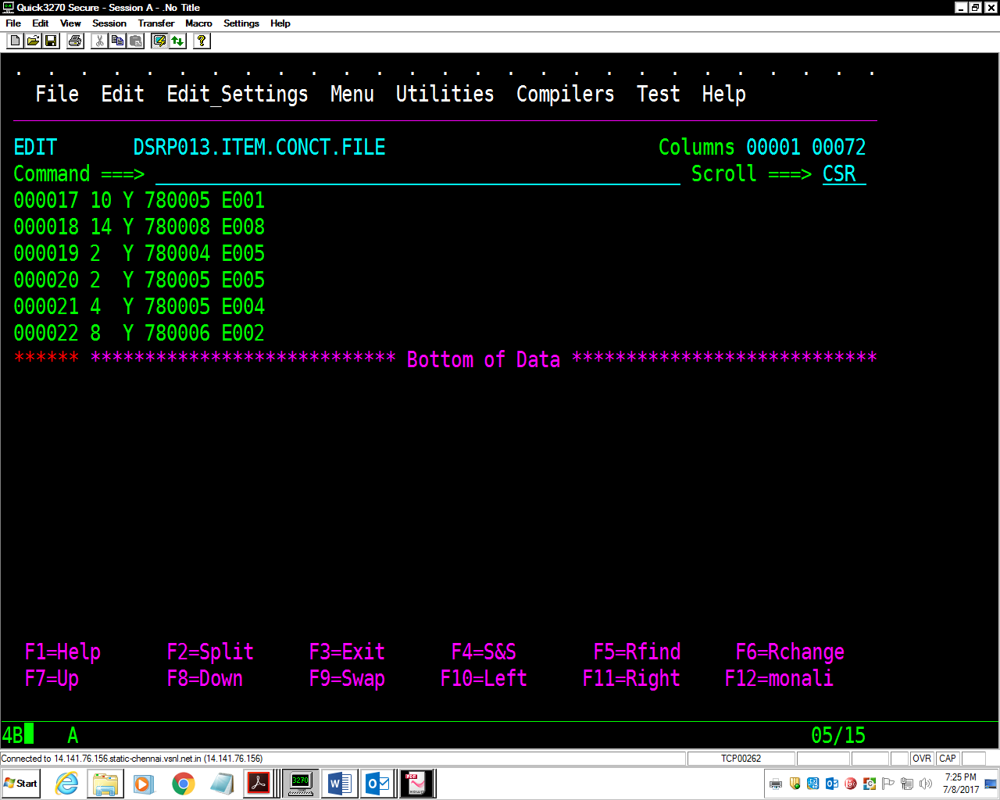 Quick3270 Secure - Session A - .No Title
File Edit View Session Transfer Macro Settings Help
. . . . . . . . . . . . . . . . . . . . . . . . . . .
File Edit Edit_Settings Menu Utilities Compilers Test Help
EDIT DSRP013.ITEM.CONCT.FILE Columns 00001 00072
Command ===> Scroll ===> CSR
000017 10 Y 780005 E001
000018 14 Y 780008 E008
000019 2 Y 780004 E005
000020 2 Y 780005 E005
000021 4 Y 780005 E004
000022 8 Y 780006 E002
****** **************************** Bottom of Data ****************************
F1=Help F2=Split F3=Exit F4=S&S F5=Rfind F6=Rchange
F7=Up F8=Down F9=Swap F10=Left F11=Right F12=monali
4B A 05/15
Connected to 14.141.76.156.static-chennai.vsnl.net.in (14.141.76.156) TCP00262 OVR CAP
Start 3270 PDF 7:25 PM
7/8/2017